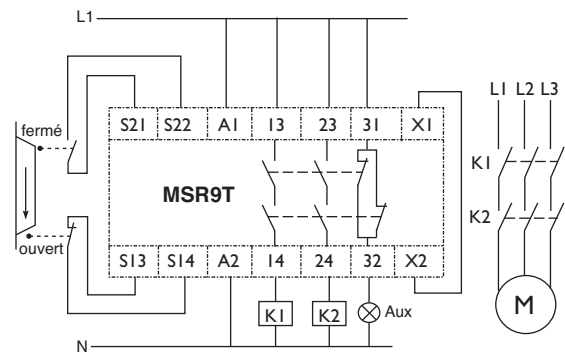 L1
fermé
S21 S22 A1 13 23 31 X1
L1 L2 L3
MSR9T
K1
K2
ouvert
S13 S14 A2 14 24 32 X2
K1 K2 Aux
M
N